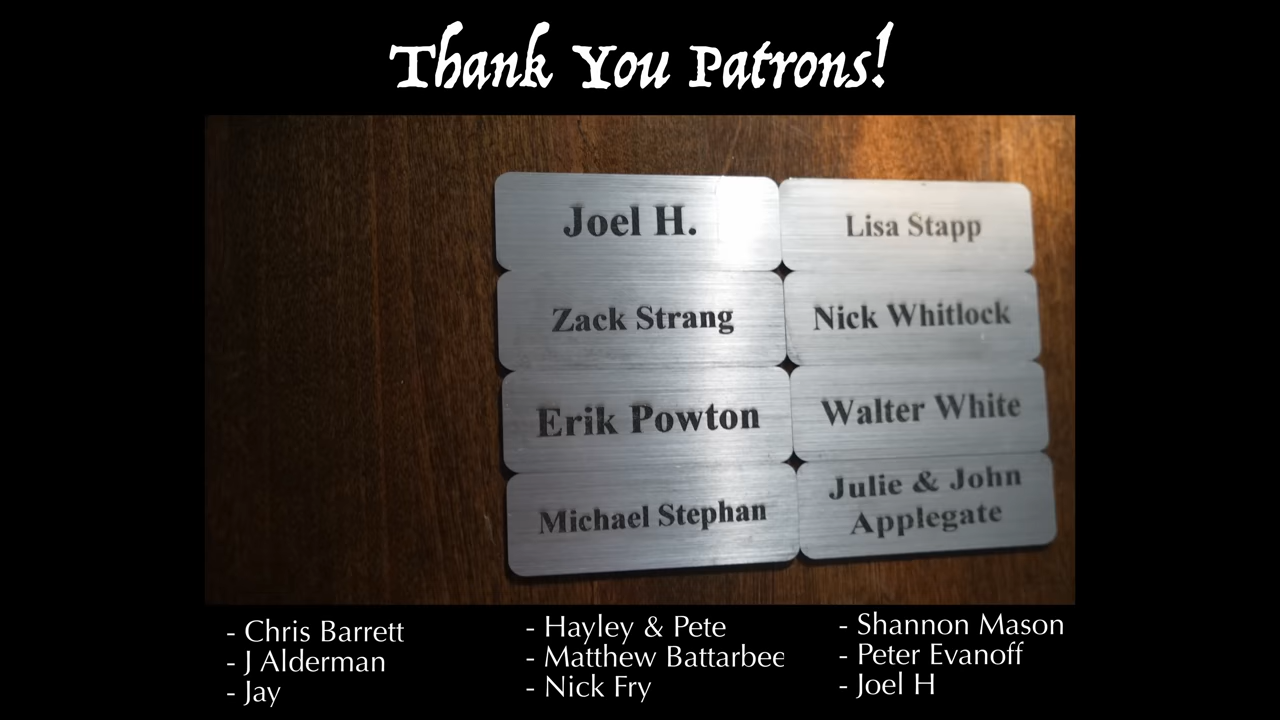 Thank You Patrons!
Joel H.
Lisa Stapp
Zack Strang
Nick Whitlock
Erik Powton
Walter White
Michael Stephan
Julie & John
Applegate
- Chris Barrett
- J Alderman
- Jay
- Hayley & Pete
- Matthew Battarbee
- Nick Fry
- Shannon Mason
- Peter Evanoff
- Joel H